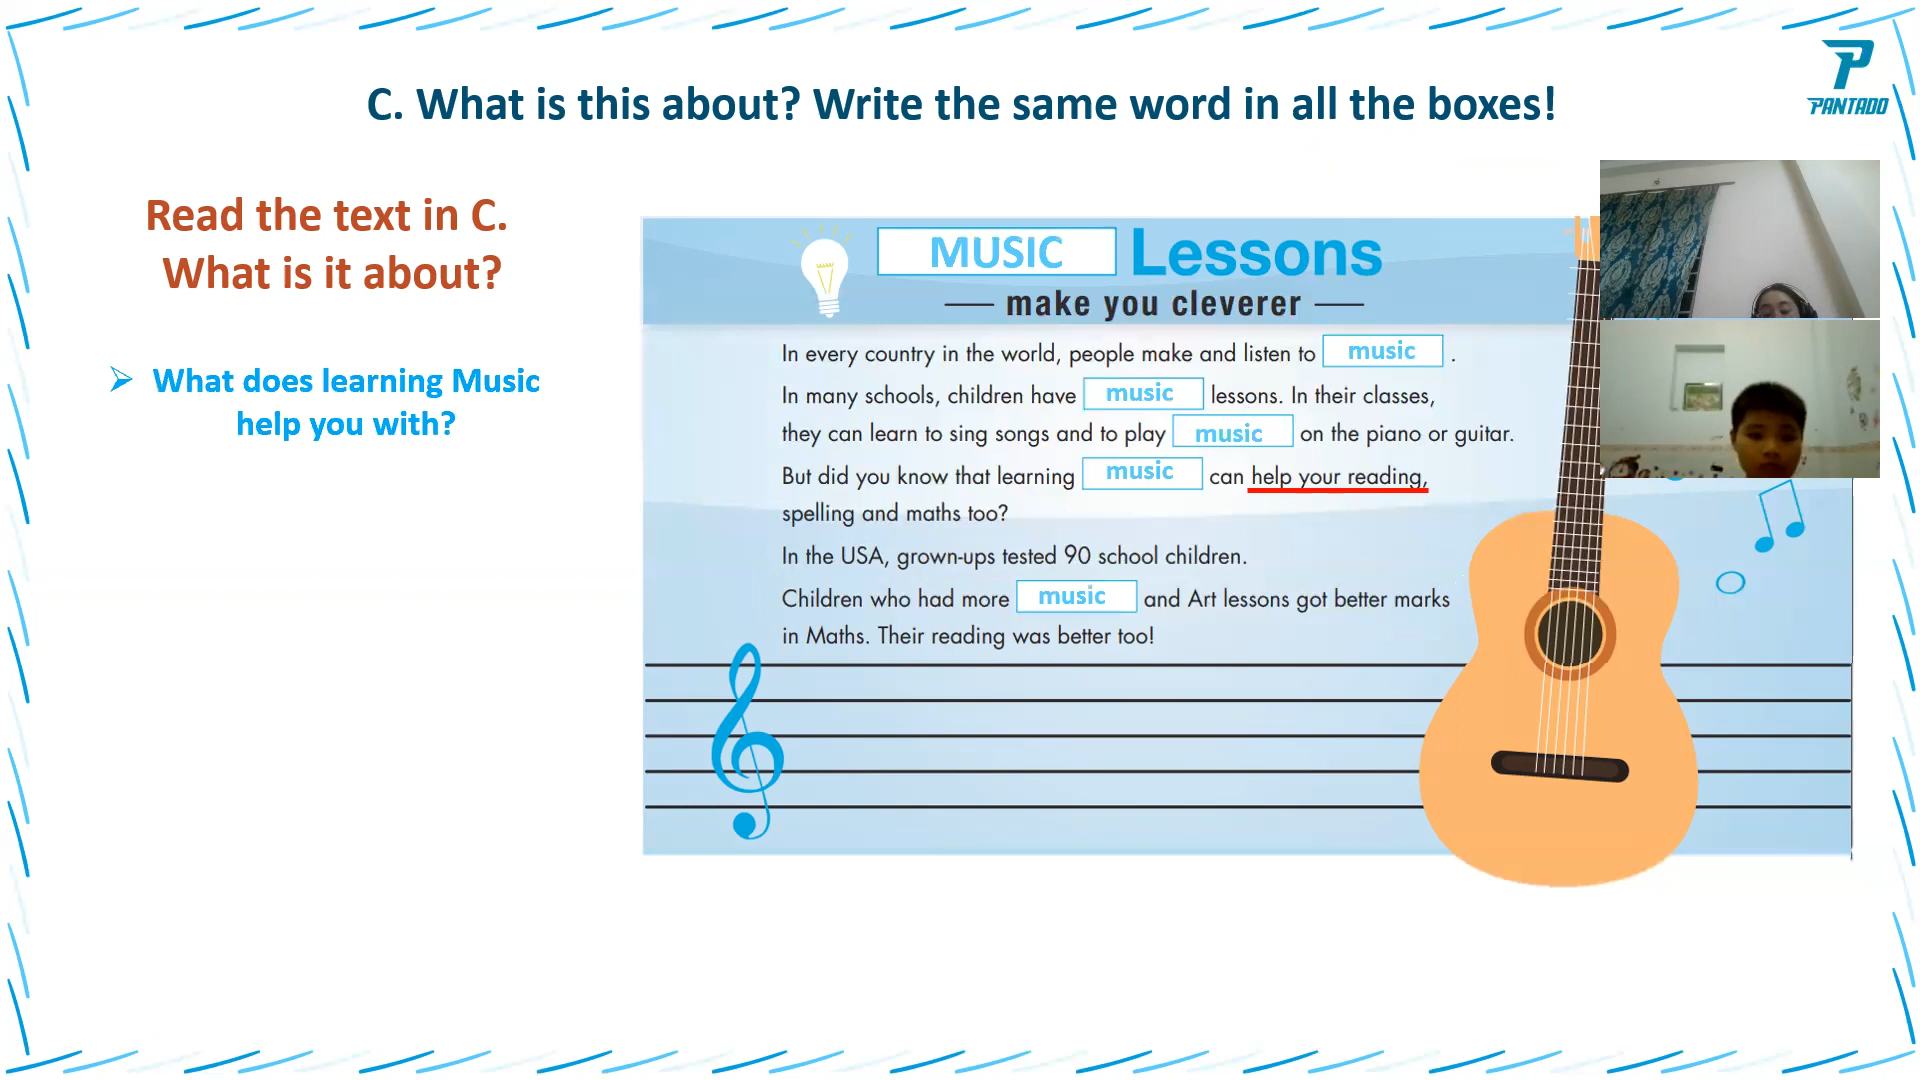 C. What is this about? Write the same word in all the boxes!
PANTADO
Read the text in C.
What is it about?
What does learning Music
help you with?
MUSIC Lessons
make you cleverer
In every country in the world, people make and listen to music .
In many schools, children have music lessons. In their classes,
they can learn to sing songs and to play music on the piano or guitar.
But did you know that learning music can help your reading,
spelling and maths too?
In the USA, grown-ups tested 90 school children.
Children who had more music and Art lessons got better marks
in Maths. Their reading was better too!